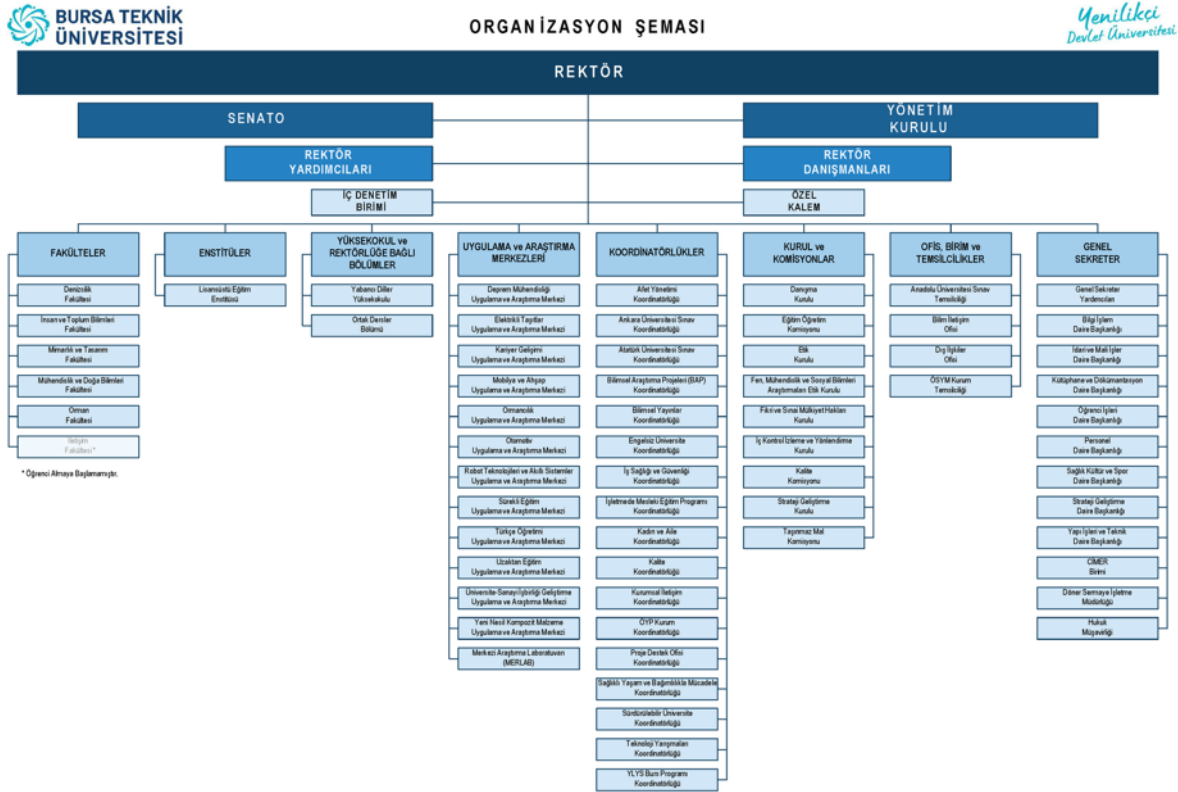 BURSA TEKNİK
ÜNİVERSİTESİ
ORGANİZASYON ŞEMASI
Yenilikçi
Devlet Üniversitesi
REKTÖR
SENATO
YÖNETİM
KURULU
REKTÖR
YARDIMCILARI
REKTÖR
DANIŞMANLARI
İÇ DENETİM
BİRİMİ
ÖZEL
KALEM
FAKÜLTELER
Denizcilik
Fakültesi
İnsan ve Toplum Bilimleri
Fakültesi
Mimarlık ve Tasarım
Fakültesi
Mühendislik ve Doğa Bilimleri
Fakültesi
Orman
Fakültesi
İletişim
Fakültesi *
* Öğrenci Almaya Başlamamıştır.
ENSTİTÜLER
Lisansüstü Eğitim
Enstitüsü
YÜKSEKOKUL ve
REKTÖRLÜĞE BAĞLI
BÖLÜMLER
Yabancı Diller
Yüksekokulu
Ortak Dersler
Bölümü
UYGULAMA ve ARAŞTIRMA
MERKEZLERİ
Deprem Mühendisliği
Uygulama ve Araştırma Merkezi
Elektrikli Taşıtlar
Uygulama ve Araştırma Merkezi
Kariyer Gelişimi
Uygulama ve Araştırma Merkezi
Mobilya ve Ahşap
Uygulama ve Araştırma Merkezi
Ormancılık
Uygulama ve Araştırma Merkezi
Otomotiv
Uygulama ve Araştırma Merkezi
Robot Teknolojileri ve Akıllı Sistemler
Uygulama ve Araştırma Merkezi
Sürekli Eğitim
Uygulama ve Araştırma Merkezi
Türkçe Öğretimi
Uygulama ve Araştırma Merkezi
Uzaktan Eğitim
Uygulama ve Araştırma Merkezi
Üniversite-Sanayi İşbirliği Geliştirme
Uygulama ve Araştırma Merkezi
Yeni Nesil Kompozit Malzeme
Uygulama ve Araştırma Merkezi
Merkezi Araştırma Laboratuvarı
(MERLAB)
KOORDİNATÖRLÜKLER
Afet Yönetimi
Koordinatörlüğü
Ankara Üniversitesi Sınav
Koordinatörlüğü
Atatürk Üniversitesi Sınav
Koordinatörlüğü
Bilimsel Araştırma Projeleri (BAP)
Koordinatörlüğü
Bilimsel Yayınlar
Koordinatörlüğü
Engelsiz Üniversite
Koordinatörlüğü
İş Sağlığı ve Güvenliği
Koordinatörlüğü
İşletmede Mesleki Eğitim Programı
Koordinatörlüğü
Kadın ve Aile
Koordinatörlüğü
Kalite
Koordinatörlüğü
Kurumsal İletişim
Koordinatörlüğü
ÖYP Kurum
Koordinatörlüğü
Proje Destek Ofisi
Koordinatörlüğü
Sağlıklı Yaşam ve Bağımlılıkla Mücadele
Koordinatörlüğü
Sürdürülebilir Üniversite
Koordinatörlüğü
Teknoloji Yarışmaları
Koordinatörlüğü
YLYS Burs Programı
Koordinatörlüğü
KURUL ve
KOMİSYONLAR
Danışma
Kurulu
Eğitim Öğretim
Komisyonu
Etik
Kurulu
Fen, Mühendislik ve Sosyal Bilimleri
Araştırmaları Etik Kurulu
Fikri ve Sınai Mülkiyet Hakları
Kurulu
İç Kontrol İzleme ve Yönlendirme
Kurulu
Kalite
Komisyonu
Strateji Geliştirme
Kurulu
Taşınmaz Mal
Komisyonu
OFİS, BİRİM ve
TEMSİLCİLİKLER
Anadolu Üniversitesi Sınav
Temsilciliği
Bilim İletişim
Ofisi
Dış İlişkiler
Ofisi
ÖSYM Kurum
Temsilciliği
GENEL
SEKRETER
Genel Sekreter
Yardımcıları
Bilgi İşlem
Daire Başkanlığı
İdari ve Mali İşler
Daire Başkanlığı
Kütüphane ve Dökümantasyon
Daire Başkanlığı
Öğrenci İşleri
Daire Başkanlığı
Personel
Daire Başkanlığı
Sağlık Kültür ve Spor
Daire Başkanlığı
Strateji Geliştirme
Daire Başkanlığı
Yapı İşleri ve Teknik
Daire Başkanlığı
CİMER
Birimi
Döner Sermaye İşletme
Müdürlüğü
Hukuk
Müşavirliği